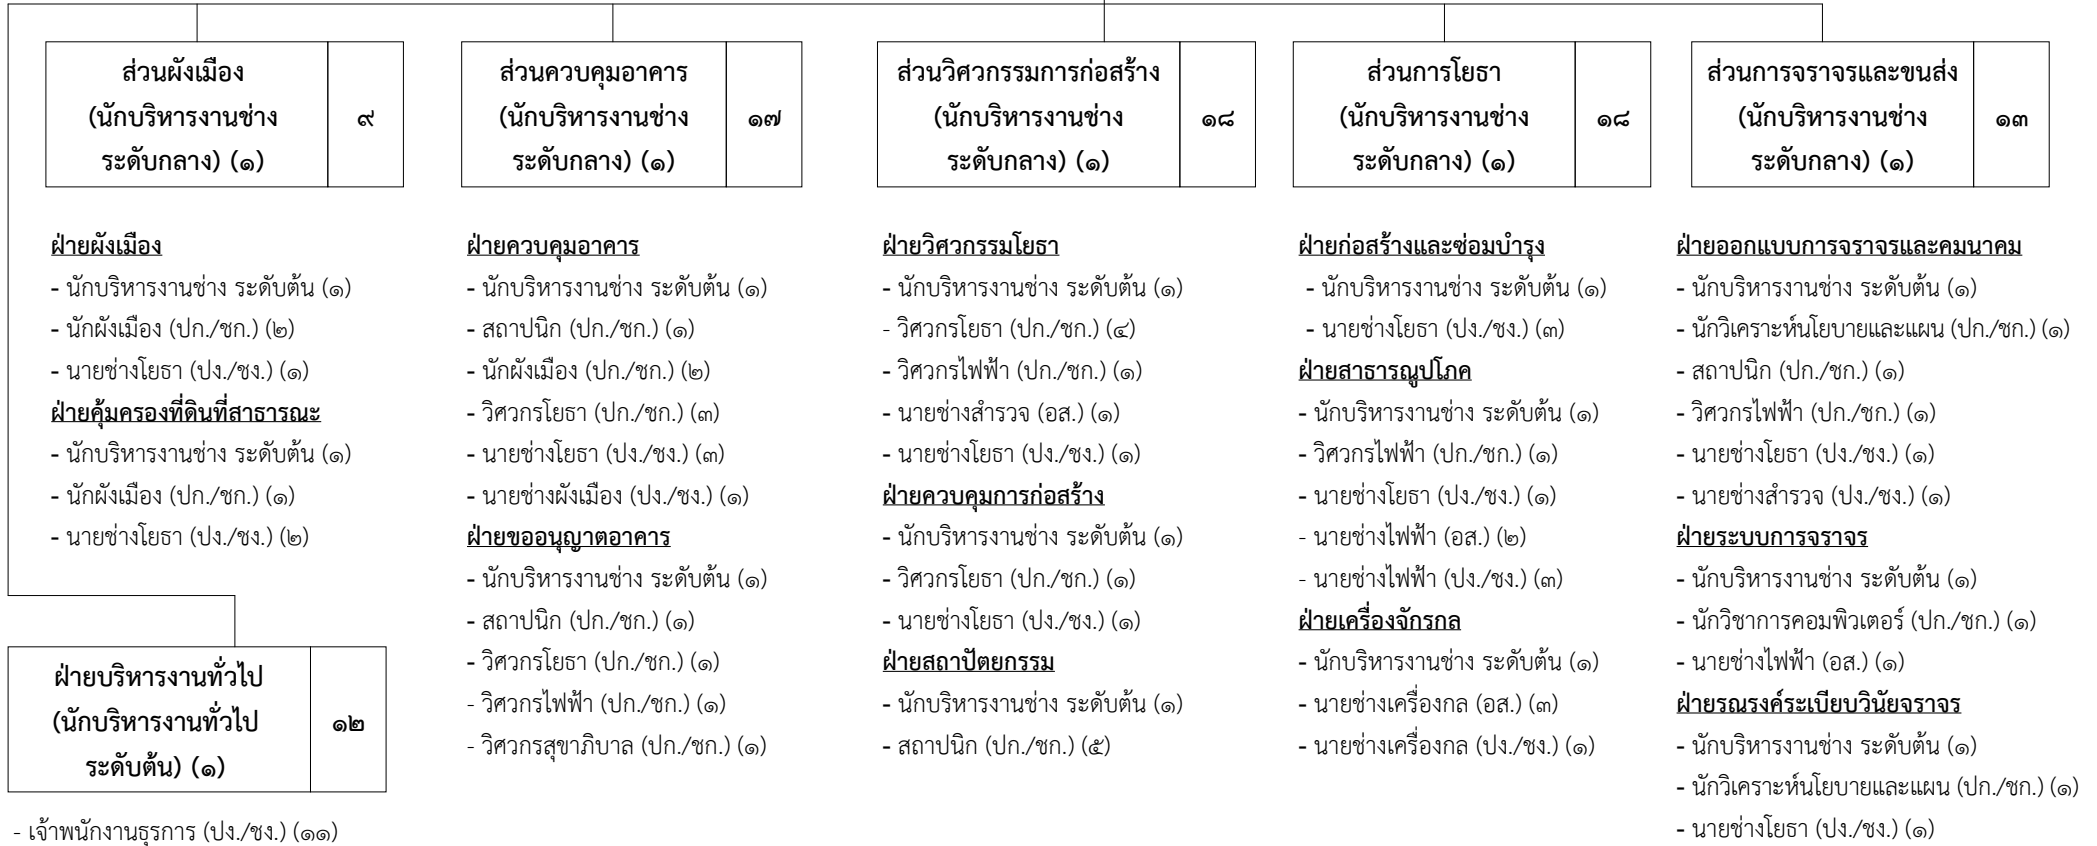 ส่วนผังเมือง
(นักบริหารงานช่าง
ระดับกลาง) (๑)
๙
ฝ่ายผังเมือง
- นักบริหารงานช่าง ระดับต้น (๑)
- นักผังเมือง (ปก./ชก.) (๒)
- นายช่างโยธา (ปง./ชง.) (๑)
ฝ่ายคุ้มครองที่ดินที่สาธารณะ
- นักบริหารงานช่าง ระดับต้น (๑)
- นักผังเมือง (ปก./ชก.) (๑)
- นายช่างโยธา (ปง./ชง.) (๒)
ฝ่ายบริหารงานทั่วไป
(นักบริหารงานทั่วไป
ระดับต้น) (๑)
๑๒
- เจ้าพนักงานธุรการ (ปง./ชง.) (๑๑)
ส่วนควบคุมอาคาร
(นักบริหารงานช่าง
ระดับกลาง) (๑)
๑๗
ฝ่ายควบคุมอาคาร
- นักบริหารงานช่าง ระดับต้น (๑)
- สถาปนิก (ปก./ชก.) (๑)
- นักผังเมือง (ปก./ชก.) (๒)
- วิศวกรโยธา (ปก./ชก.) (๓)
- นายช่างโยธา (ปง./ชง.) (๓)
- นายช่างผังเมือง (ปง./ชง.) (๑)
ฝ่ายขออนุญาตอาคาร
- นักบริหารงานช่าง ระดับต้น (๑)
- สถาปนิก (ปก./ชก.) (๑)
- วิศวกรโยธา (ปก./ชก.) (๑)
- วิศวกรไฟฟ้า (ปก./ชก.) (๑)
- วิศวกรสุขาภิบาล (ปก./ชก.) (๑)
ส่วนวิศวกรรมการก่อสร้าง
(นักบริหารงานช่าง
ระดับกลาง) (๑)
๑๘
ฝ่ายวิศวกรรมโยธา
- นักบริหารงานช่าง ระดับต้น (๑)
- วิศวกรโยธา (ปก./ชก.) (๔)
- วิศวกรไฟฟ้า (ปก./ชก.) (๑)
- นายช่างสำรวจ (อส.) (๑)
- นายช่างโยธา (ปง./ชง.) (๑)
ฝ่ายควบคุมการก่อสร้าง
- นักบริหารงานช่าง ระดับต้น (๑)
- วิศวกรโยธา (ปก./ชก.) (๑)
- นายช่างโยธา (ปง./ชง.) (๑)
ฝ่ายสถาปัตยกรรม
- นักบริหารงานช่าง ระดับต้น (๑)
- สถาปนิก (ปก./ชก.) (๕)
ส่วนการโยธา
(นักบริหารงานช่าง
ระดับกลาง) (๑)
๑๘
ฝ่ายก่อสร้างและซ่อมบำรุง
- นักบริหารงานช่าง ระดับต้น (๑)
- นายช่างโยธา (ปง./ชง.) (๓)
ฝ่ายสาธารณูปโภค
- นักบริหารงานช่าง ระดับต้น (๑)
- วิศวกรไฟฟ้า (ปก./ชก.) (๑)
- นายช่างโยธา (ปง./ชง.) (๑)
- นายช่างไฟฟ้า (อส.) (๒)
- นายช่างไฟฟ้า (ปง./ชง.) (๓)
ฝ่ายเครื่องจักรกล
- นักบริหารงานช่าง ระดับต้น (๑)
- นายช่างเครื่องกล (อส.) (๓)
- นายช่างเครื่องกล (ปง./ชง.) (๑)
ส่วนการจราจรและขนส่ง
(นักบริหารงานช่าง
ระดับกลาง) (๑)
๑๓
ฝ่ายออกแบบการจราจรและคมนาคม
- นักบริหารงานช่าง ระดับต้น (๑)
- นักวิเคราะห์นโยบายและแผน (ปก./ชก.) (๑)
- สถาปนิก (ปก./ชก.) (๑)
- วิศวกรไฟฟ้า (ปก./ชก.) (๑)
- นายช่างโยธา (ปง./ชง.) (๑)
- นายช่างสำรวจ (ปง./ชง.) (๑)
ฝ่ายระบบการจราจร
- นักบริหารงานช่าง ระดับต้น (๑)
- นักวิชาการคอมพิวเตอร์ (ปก./ชก.) (๑)
- นายช่างไฟฟ้า (อส.) (๑)
ฝ่ายรณรงค์ระเบียบวินัยจราจร
- นักบริหารงานช่าง ระดับต้น (๑)
- นักวิเคราะห์นโยบายและแผน (ปก./ชก.) (๑)
- นายช่างโยธา (ปง./ชง.) (๑)